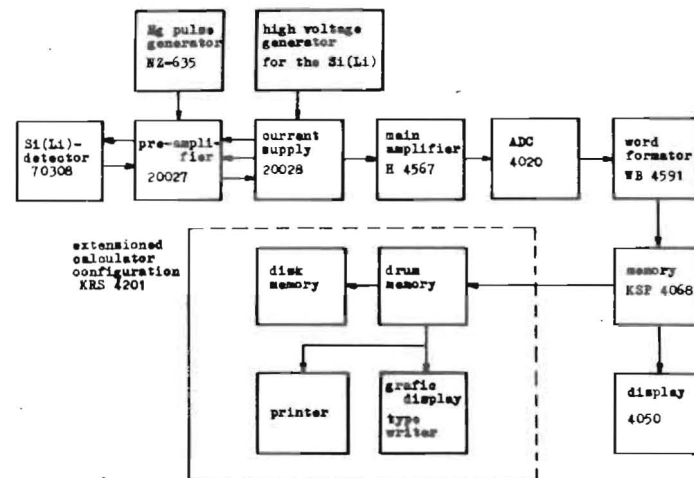 Hg pulse
generator
NZ-635
high voltage
generator
for the Si(Li)
Si(Li)-
detector
70308
pre-ampli-
fier
20027
current
supply
20028
main
amplifier
H 4567
ADC
4020
word
formator
WB 4591
extensioned
calculator
configuration
KRS 4201
disk
memory
drum
memory
memory
KSP 4068
printer
grafic
display
type
writer
display
4050